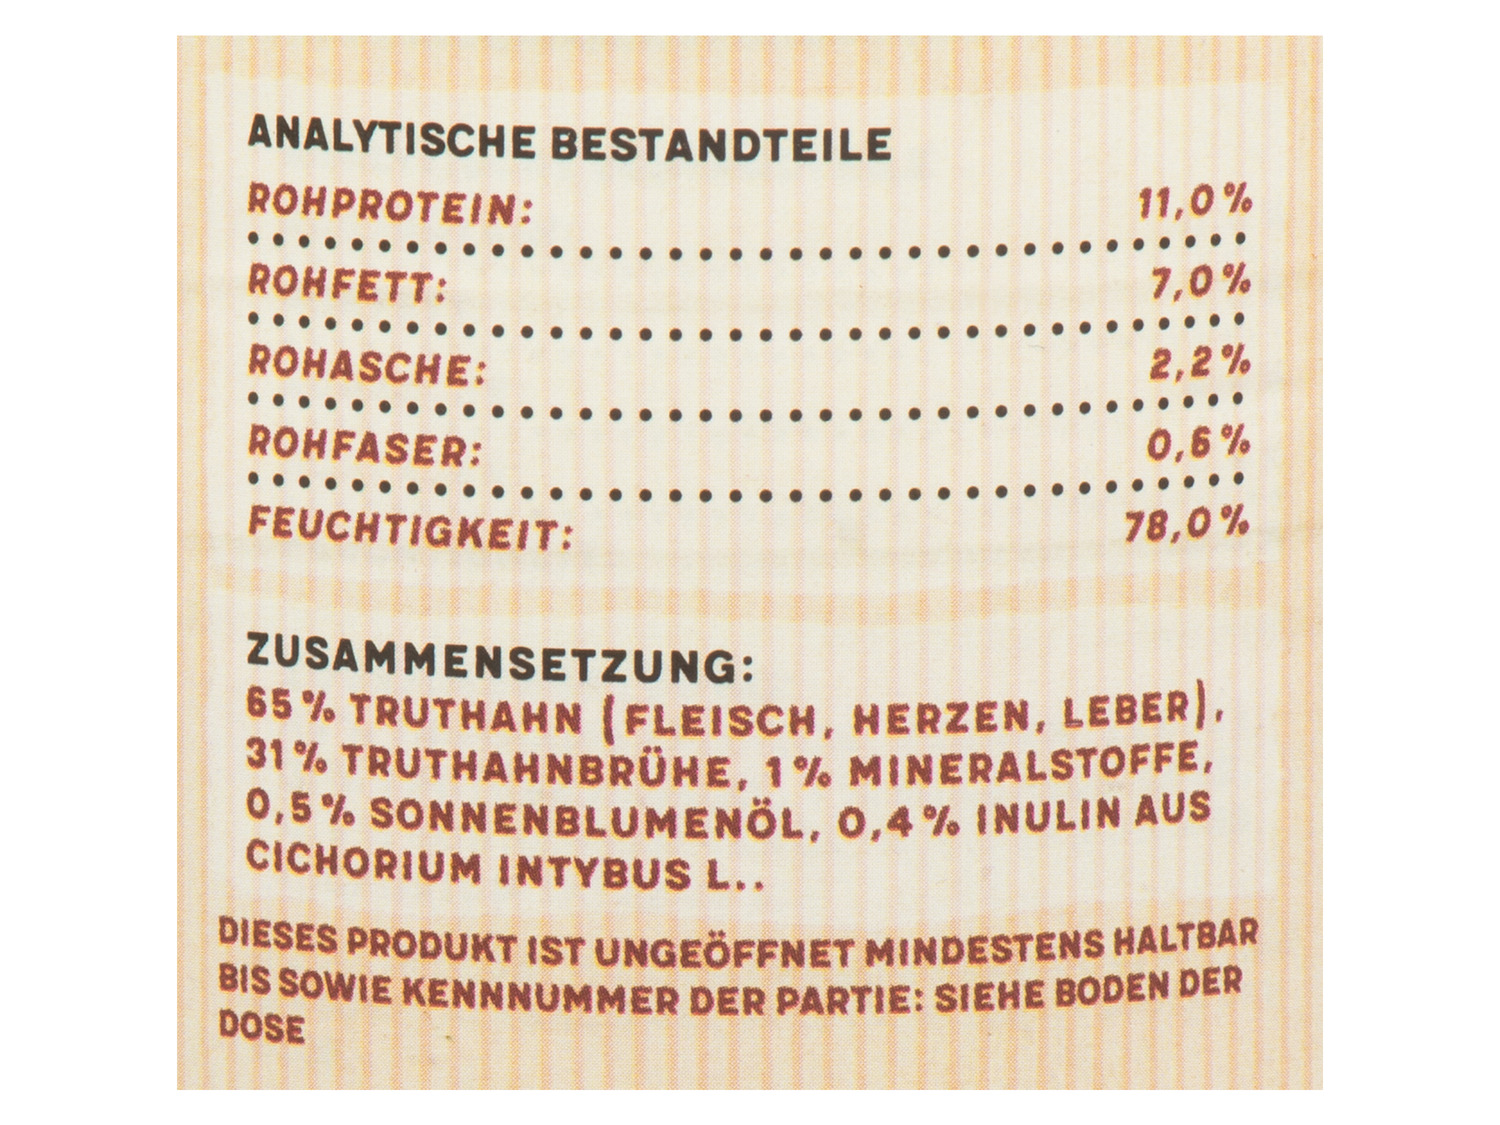 ANALYTISCHE BESTANDTEILE
ROHPROTEIN: 11,0 %
ROHFETT: 7,0 %
ROHASCHE: 2,2 %
ROHFASER: 0,6 %
FEUCHTIGKEIT: 78,0 %
ZUSAMMENSETZUNG:
65 % TRUTHAHN (FLEISCH, HERZEN, LEBER),
31 % TRUTHAHNBRÜHE, 1 % MINERALSTOFFE,
0,5 % SONNENBLUMENÖL, 0,4 % INULIN AUS
CICHORIUM INTYBUS L..
DIESES PRODUKT IST UNGEÖFFNET MINDESTENS HALTBAR
BIS SOWIE KENNNUMMER DER PARTIE: SIEHE BODEN DER
DOSE